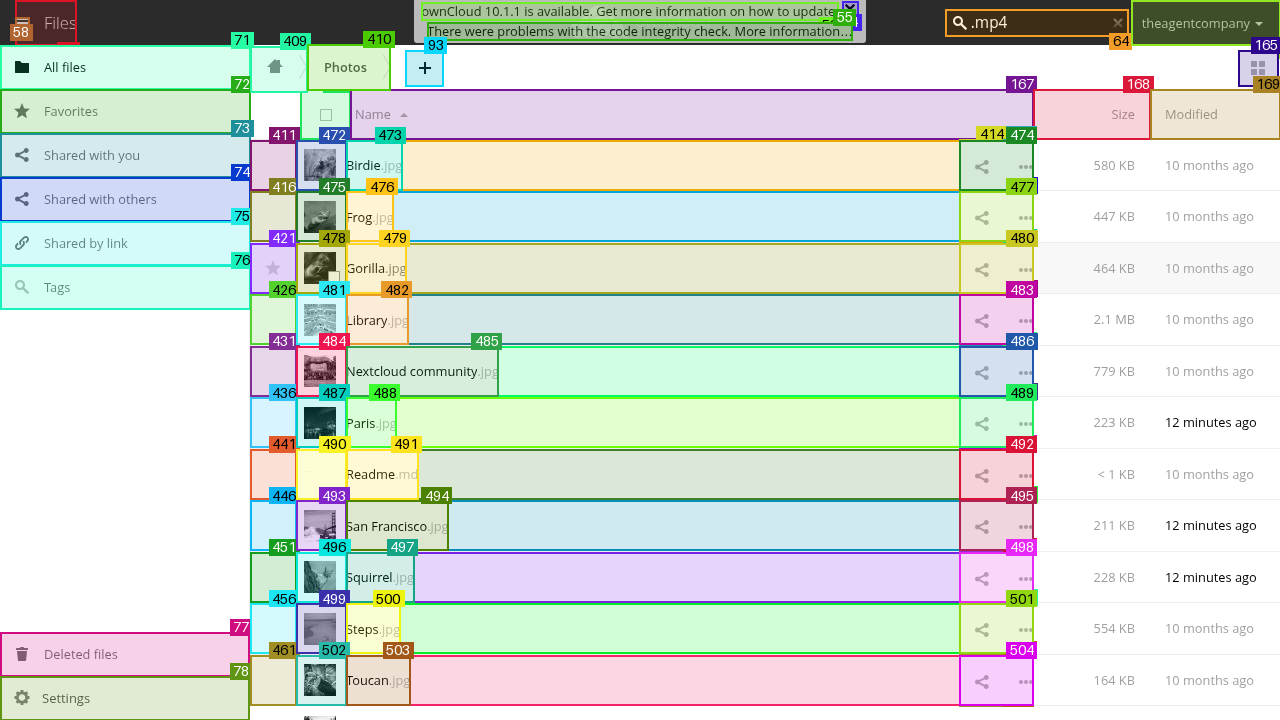 Files
ownCloud 10.1.1 is available. Get more information on how to update
There were problems with the code integrity check. More information…
.mp4
theagentcompany
58
55
64
71
409
410
93
165
All files
Photos
+
72
167
168
169
Favorites
Name
Size
Modified
73
411
472
473
414
474
Shared with you
Birdie.jpg
580 KB
10 months ago
74
416
475
476
477
Shared with others
Frog.jpg
447 KB
10 months ago
75
421
478
479
480
Shared by link
Gorilla.jpg
464 KB
10 months ago
76
426
481
482
483
Tags
Library.jpg
2.1 MB
10 months ago
431
484
485
486
Nextcloud community.jpg
779 KB
10 months ago
436
487
488
489
Paris.jpg
223 KB
12 minutes ago
441
490
491
492
Readme.md
< 1 KB
10 months ago
446
493
494
495
San Francisco.jpg
211 KB
12 minutes ago
451
496
497
498
Squirrel.jpg
228 KB
12 minutes ago
456
499
500
501
Steps.jpg
554 KB
10 months ago
77
461
502
503
504
Deleted files
Toucan.jpg
164 KB
10 months ago
78
Settings